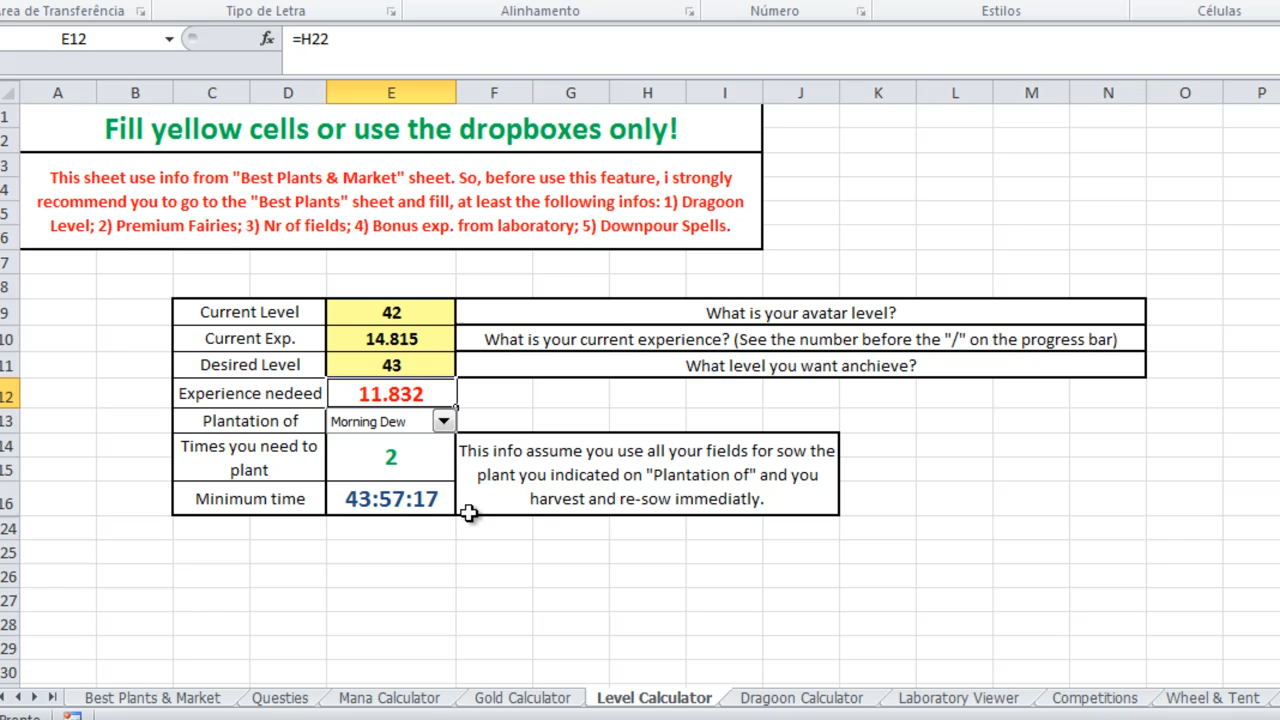 Área de Transferência Tipo de Letra Alinhamento Número Estilos Células
E12 fx =H22
A B C D E F G H I J K L M N O P
1
Fill yellow cells or use the dropboxes only!
2
3
This sheet use info from "Best Plants & Market" sheet. So, before use this feature, i strongly
4
recommend you to go to the "Best Plants" sheet and fill, at least the following infos: 1) Dragoon
5
Level; 2) Premium Fairies; 3) Nr of fields; 4) Bonus exp. from laboratory; 5) Downpour Spells.
6
7
8
9 Current Level 42 What is your avatar level?
10 Current Exp. 14.815 What is your current experience? (See the number before the "/" on the progress bar)
11 Desired Level 43 What level you want anchieve?
12 Experience nedeed 11.832
13 Plantation of Morning Dew
14 Times you need to This info assume you use all your fields for sow the
2
15 plant plant you indicated on "Plantation of" and you
16 Minimum time 43:57:17 harvest and re-sow immediatly.
24
25
26
27
28
29
30
Best Plants & Market Questies Mana Calculator Gold Calculator Level Calculator Dragoon Calculator Laboratory Viewer Competitions Wheel & Tent